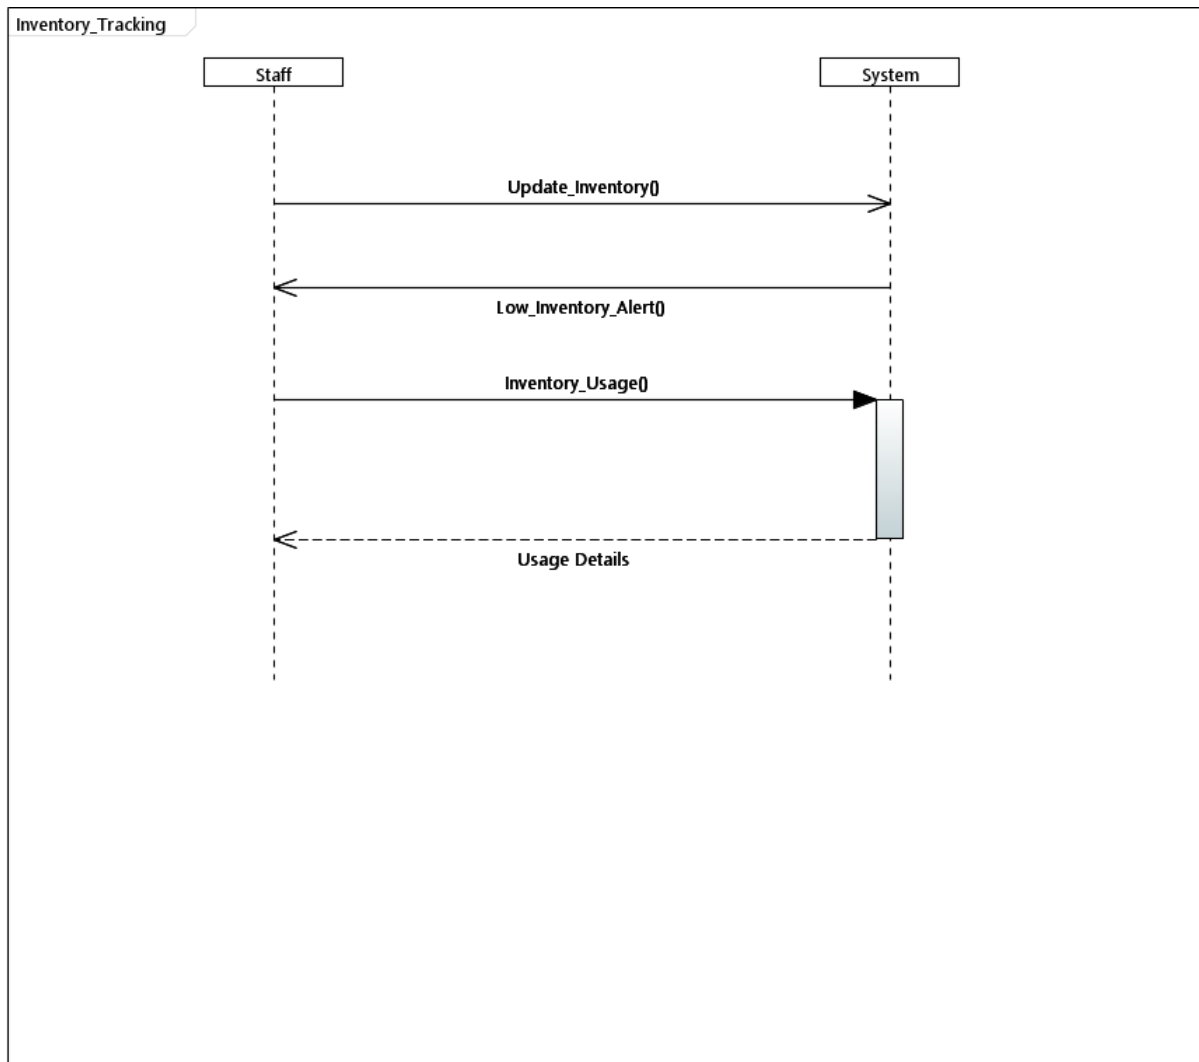 Inventory_Tracking
Staff
System
Update_Inventory()
Low_Inventory_Alert()
Inventory_Usage()
Usage Details